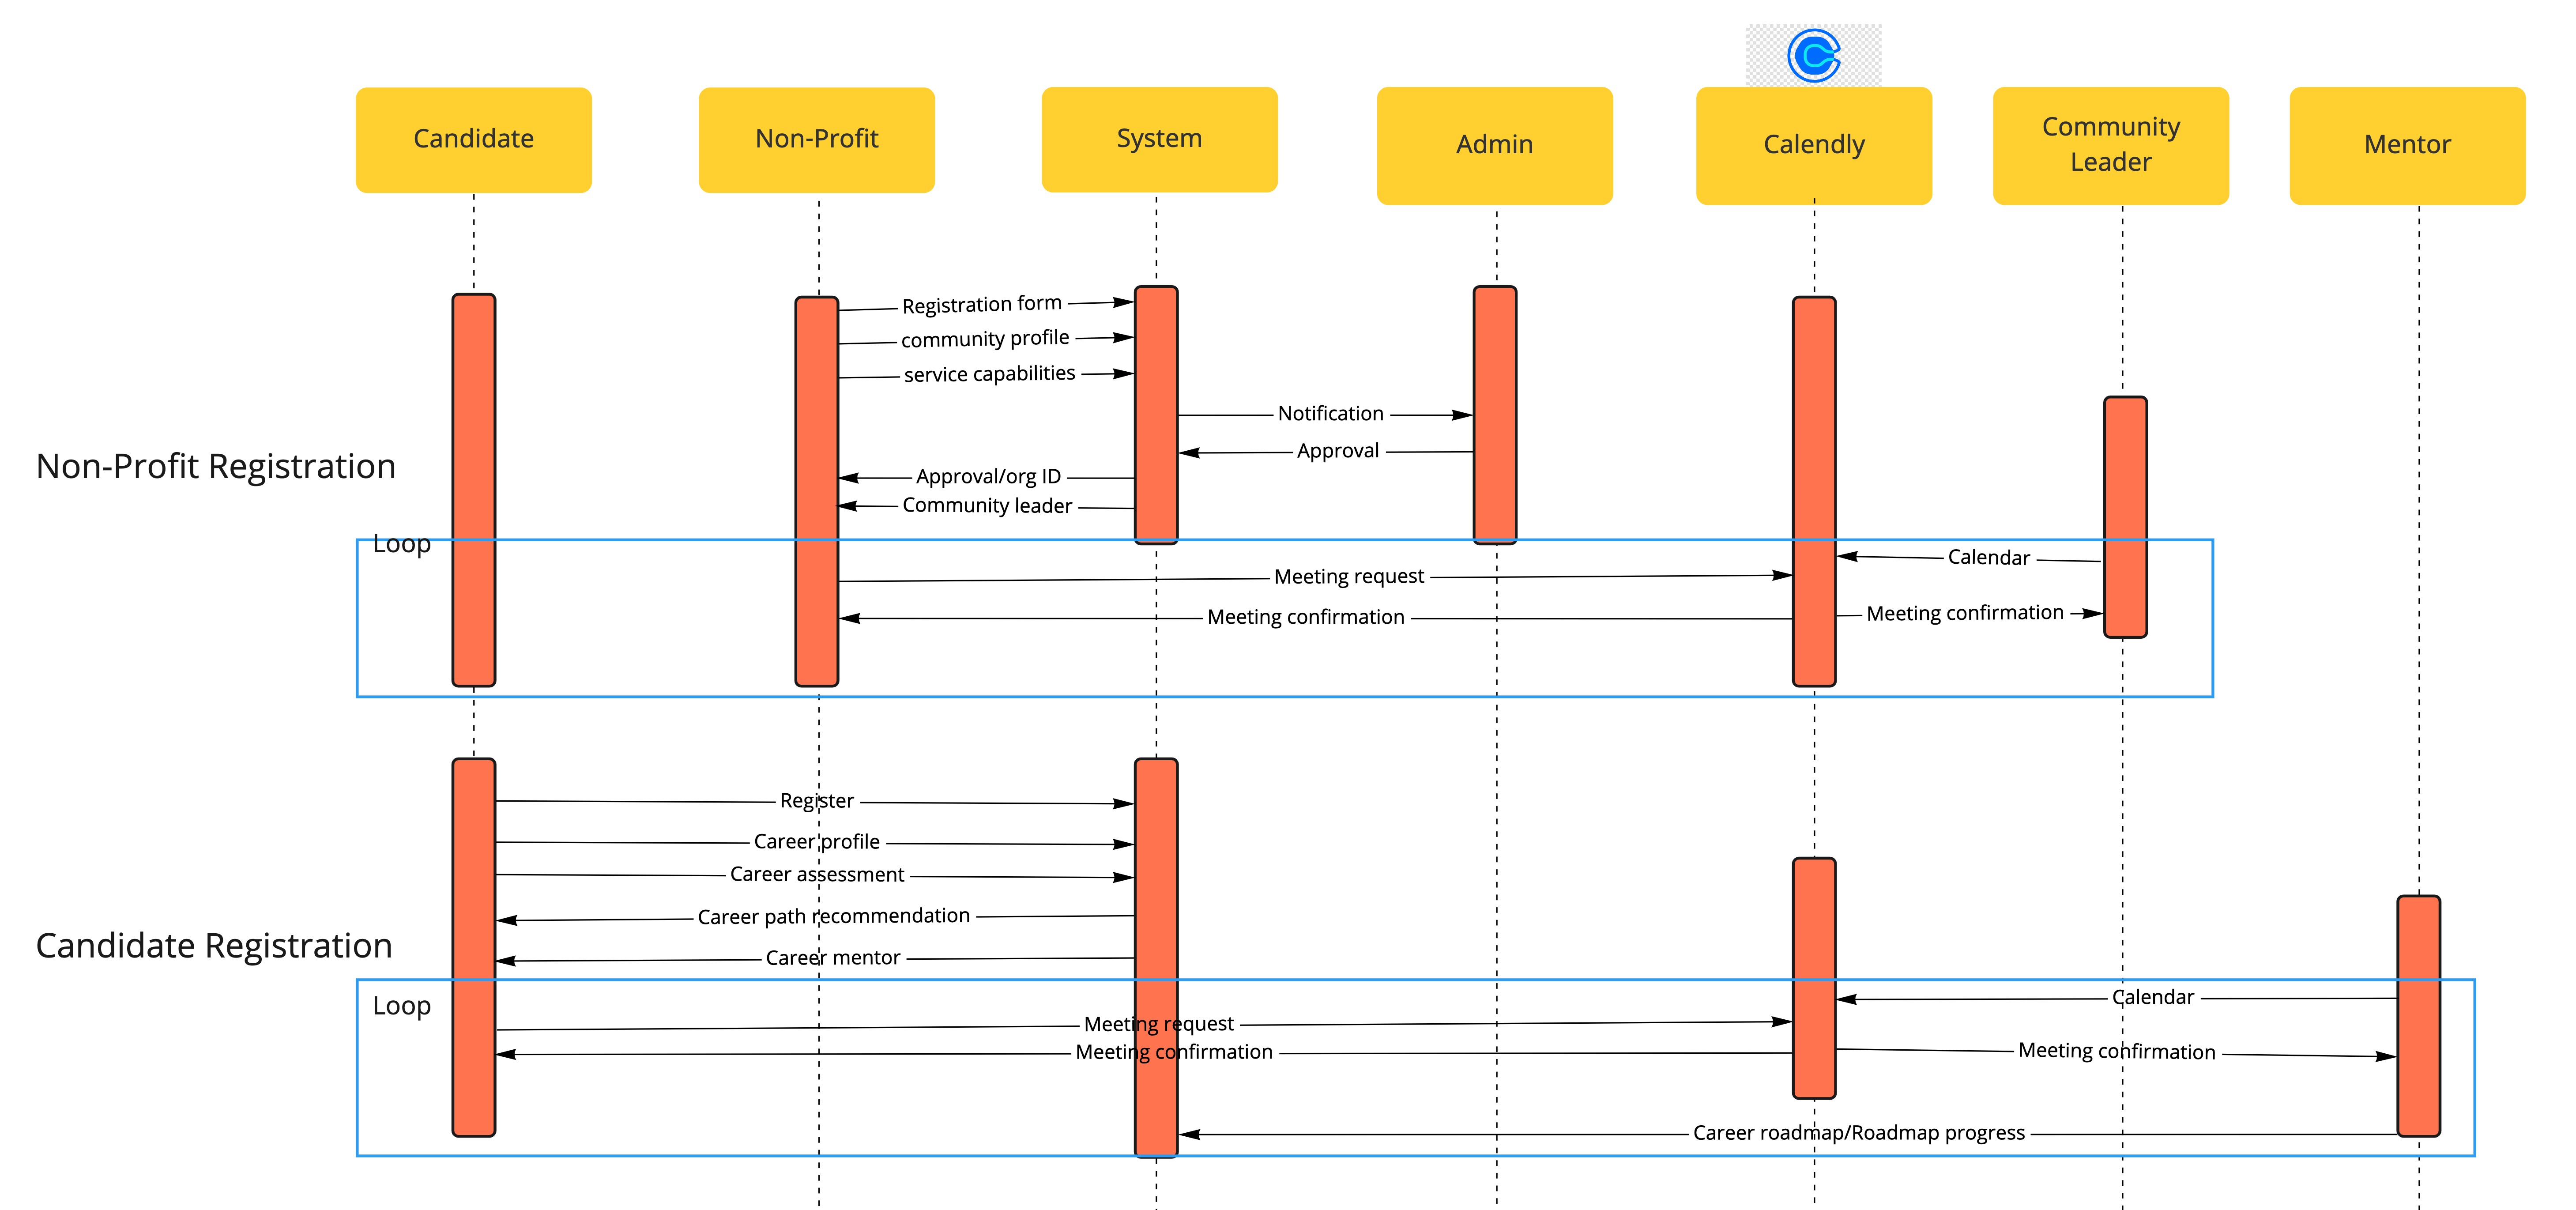 Candidate
Non-Profit
System
Admin
Calendly
Community
Leader
Mentor
Registration form
community profile
service capabilities
Notification
Approval
Non-Profit Registration
Approval/org ID
Community leader
Loop
Calendar
Meeting request
Meeting confirmation
Meeting confirmation
Register
Career profile
Career assessment
Career path recommendation
Candidate Registration
Career mentor
Loop
Calendar
Meeting request
Meeting confirmation
Meeting confirmation
Career roadmap/Roadmap progress